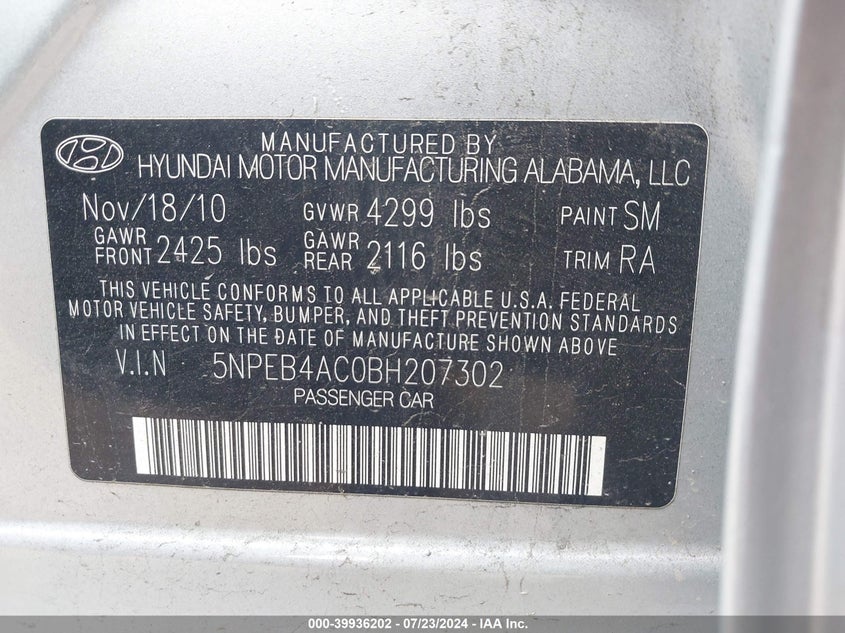 MANUFACTURED BY
HYUNDAI MOTOR MANUFACTURING ALABAMA, LLC
Nov/18/10 GVWR 4299 lbs PAINT SM
GAWR FRONT 2425 lbs GAWR REAR 2116 lbs TRIM RA
THIS VEHICLE CONFORMS TO ALL APPLICABLE U.S.A. FEDERAL
MOTOR VEHICLE SAFETY, BUMPER, AND THEFT PREVENTION STANDARDS
IN EFFECT ON THE DATE OF MANUFACTURE SHOWN ABOVE
V.I.N 5NPEB4AC0BH207302
PASSENGER CAR
000-39936202 - 07/23/2024 - IAA Inc.